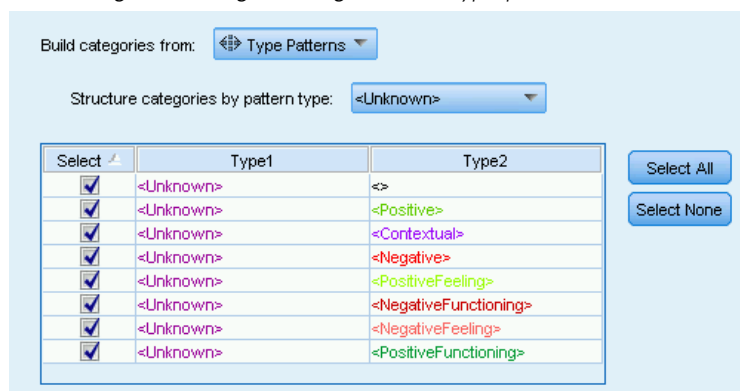 Build categories from: Type Patterns
Structure categories by pattern type: <Unknown>
Select Type1 Type2
<Unknown> <>
<Unknown> <Positive>
<Unknown> <Contextual>
<Unknown> <Negative>
<Unknown> <PositiveFeeling>
<Unknown> <NegativeFunctioning>
<Unknown> <NegativeFeeling>
<Unknown> <PositiveFunctioning>
Select All
Select None